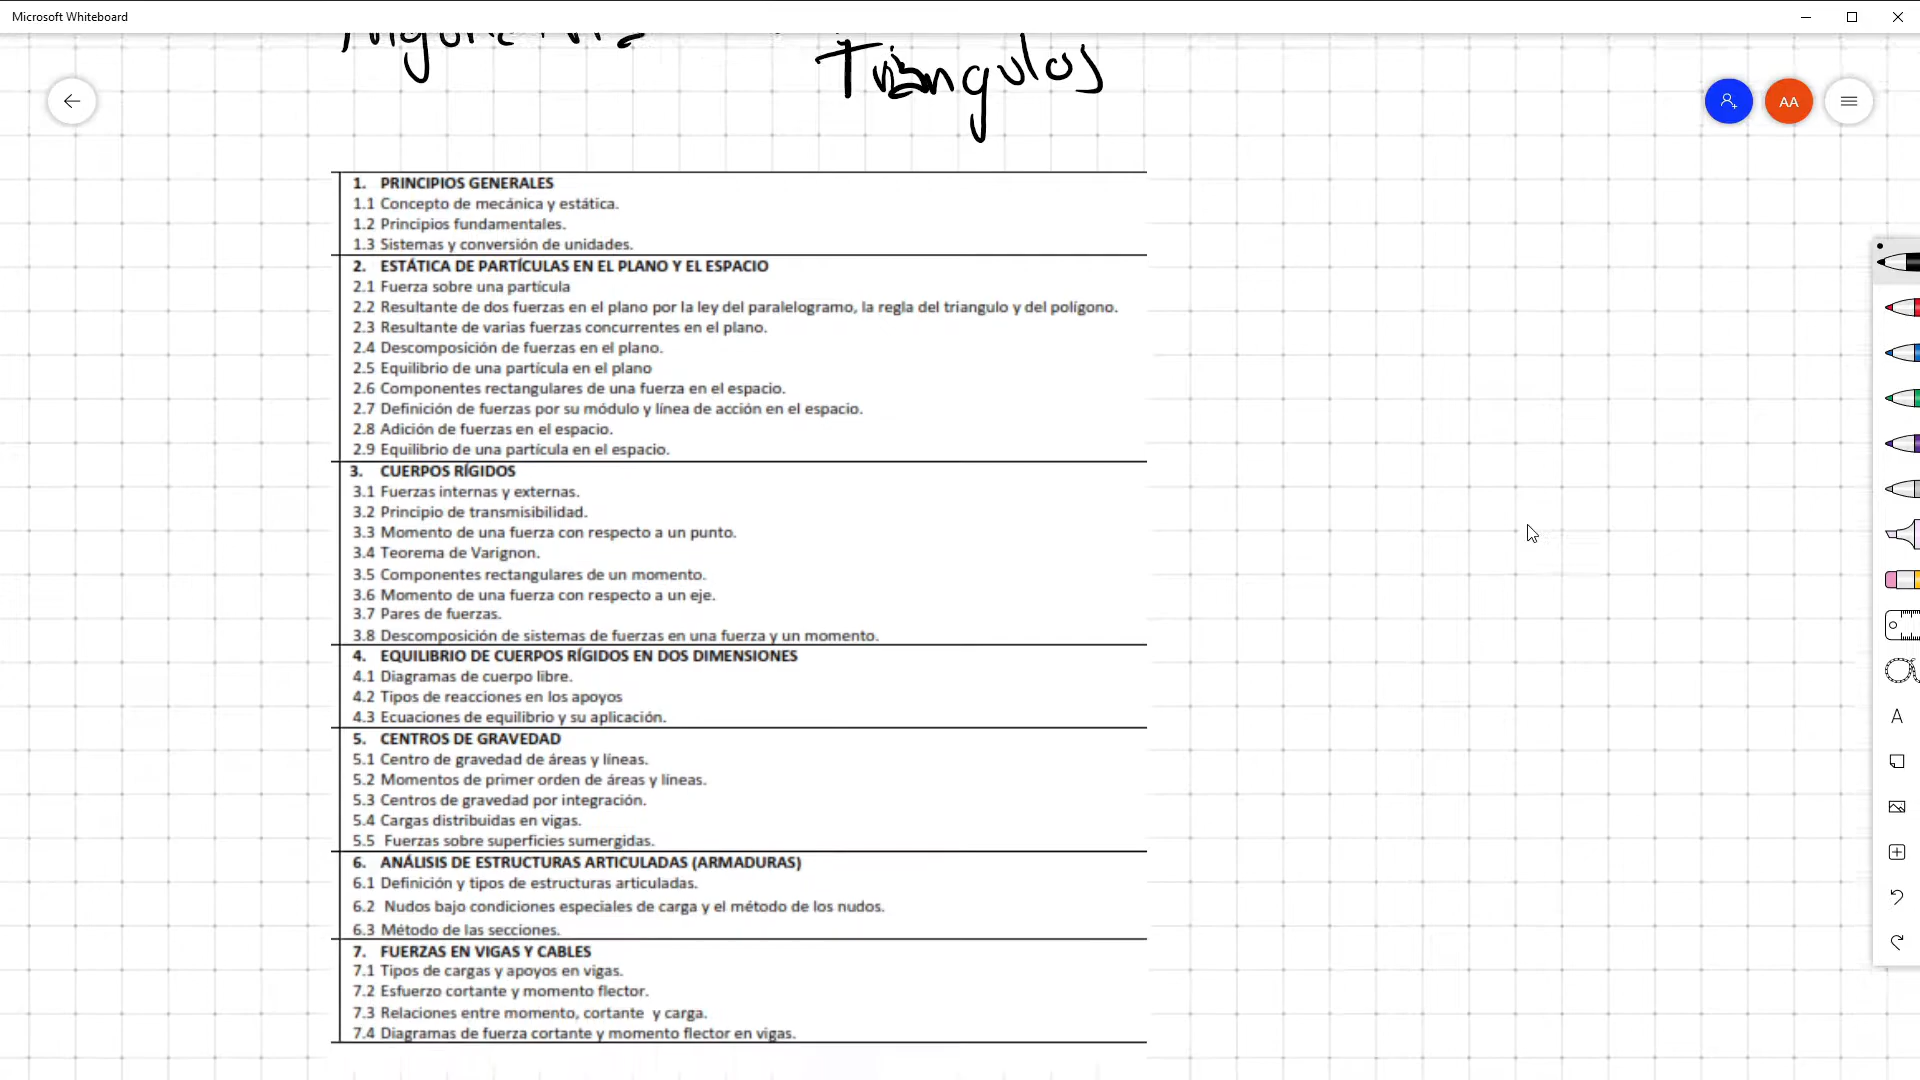 Microsoft Whiteboard
Triangulos
AA
1. PRINCIPIOS GENERALES
1.1 Concepto de mecánica y estática.
1.2 Principios fundamentales.
1.3 Sistemas y conversión de unidades.
2. ESTÁTICA DE PARTÍCULAS EN EL PLANO Y EL ESPACIO
2.1 Fuerza sobre una partícula
2.2 Resultante de dos fuerzas en el plano por la ley del paralelogramo, la regla del triangulo y del polígono.
2.3 Resultante de varias fuerzas concurrentes en el plano.
2.4 Descomposición de fuerzas en el plano.
2.5 Equilibrio de una partícula en el plano
2.6 Componentes rectangulares de una fuerza en el espacio.
2.7 Definición de fuerzas por su módulo y línea de acción en el espacio.
2.8 Adición de fuerzas en el espacio.
2.9 Equilibrio de una partícula en el espacio.
3. CUERPOS RÍGIDOS
3.1 Fuerzas internas y externas.
3.2 Principio de transmisibilidad.
3.3 Momento de una fuerza con respecto a un punto.
3.4 Teorema de Varignon.
3.5 Componentes rectangulares de un momento.
3.6 Momento de una fuerza con respecto a un eje.
3.7 Pares de fuerzas.
3.8 Descomposición de sistemas de fuerzas en una fuerza y un momento.
4. EQUILIBRIO DE CUERPOS RÍGIDOS EN DOS DIMENSIONES
4.1 Diagramas de cuerpo libre.
4.2 Tipos de reacciones en los apoyos
4.3 Ecuaciones de equilibrio y su aplicación.
5. CENTROS DE GRAVEDAD
5.1 Centro de gravedad de áreas y líneas.
5.2 Momentos de primer orden de áreas y líneas.
5.3 Centros de gravedad por integración.
5.4 Cargas distribuidas en vigas.
5.5 Fuerzas sobre superficies sumergidas.
6. ANÁLISIS DE ESTRUCTURAS ARTICULADAS (ARMADURAS)
6.1 Definición y tipos de estructuras articuladas.
6.2 Nudos bajo condiciones especiales de carga y el método de los nudos.
6.3 Método de las secciones.
7. FUERZAS EN VIGAS Y CABLES
7.1 Tipos de cargas y apoyos en vigas.
7.2 Esfuerzo cortante y momento flector.
7.3 Relaciones entre momento, cortante y carga.
7.4 Diagramas de fuerza cortante y momento flector en vigas.